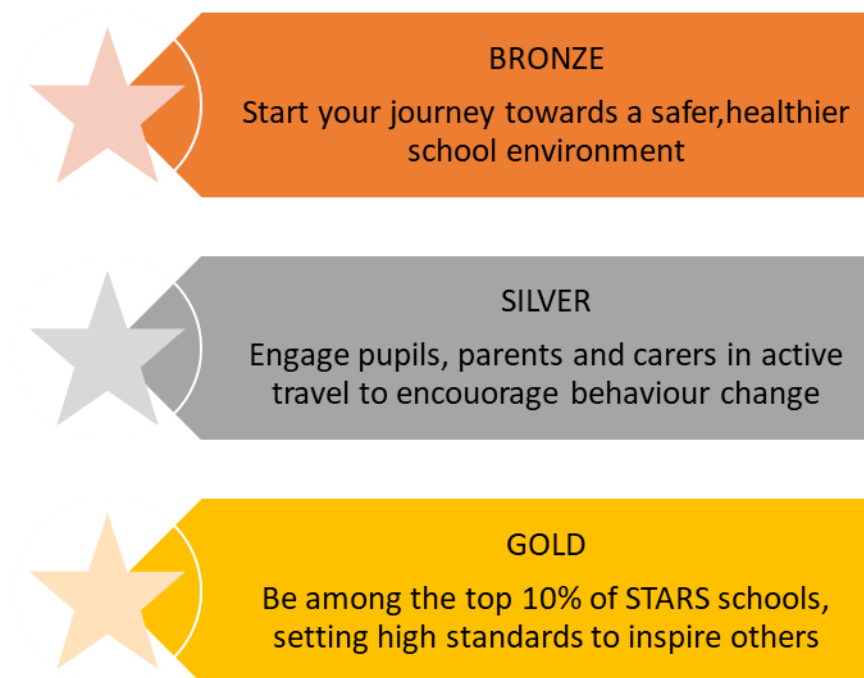 BRONZE
Start your journey towards a safer,healthier
school environment
SILVER
Engage pupils, parents and carers in active
travel to encouorage behaviour change
GOLD
Be among the top 10% of STARS schools,
setting high standards to inspire others